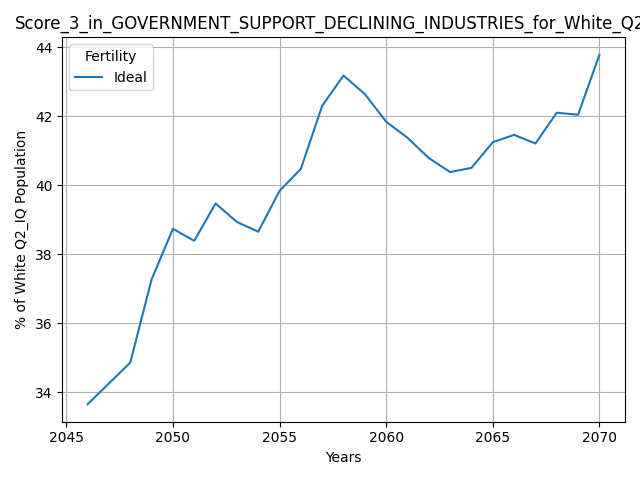 Score_3_in_GOVERNMENT_SUPPORT_DECLINING_INDUSTRIES_for_White_Q2
Fertility
Ideal
% of White Q2_IQ Population
44
42
40
38
36
34
2045 2050 2055 2060 2065 2070
Years